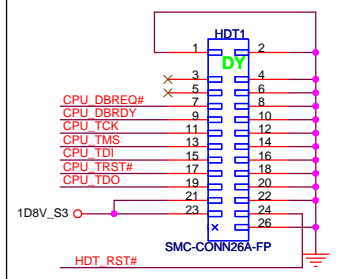 HDT1
1 2
DY
3 4
5 6
CPU_DBREQ# 7 8
CPU_DBRDY 9 10
CPU_TCK 11 12
CPU_TMS 13 14
CPU_TDI 15 16
CPU_TRST# 17 18
CPU_TDO 19 20
21 22
1D8V_S3 23 24
26
SMC-CONN26A-FP
HDT_RST#